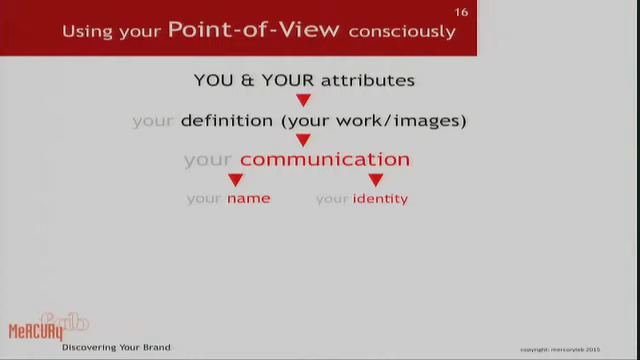 16
Using your Point-of-View consciously
YOU & YOUR attributes
your definition (your work/images)
your communication
your name your identity
MeRCURy lab
Discovering Your Brand
copyright: mercurylab 2015